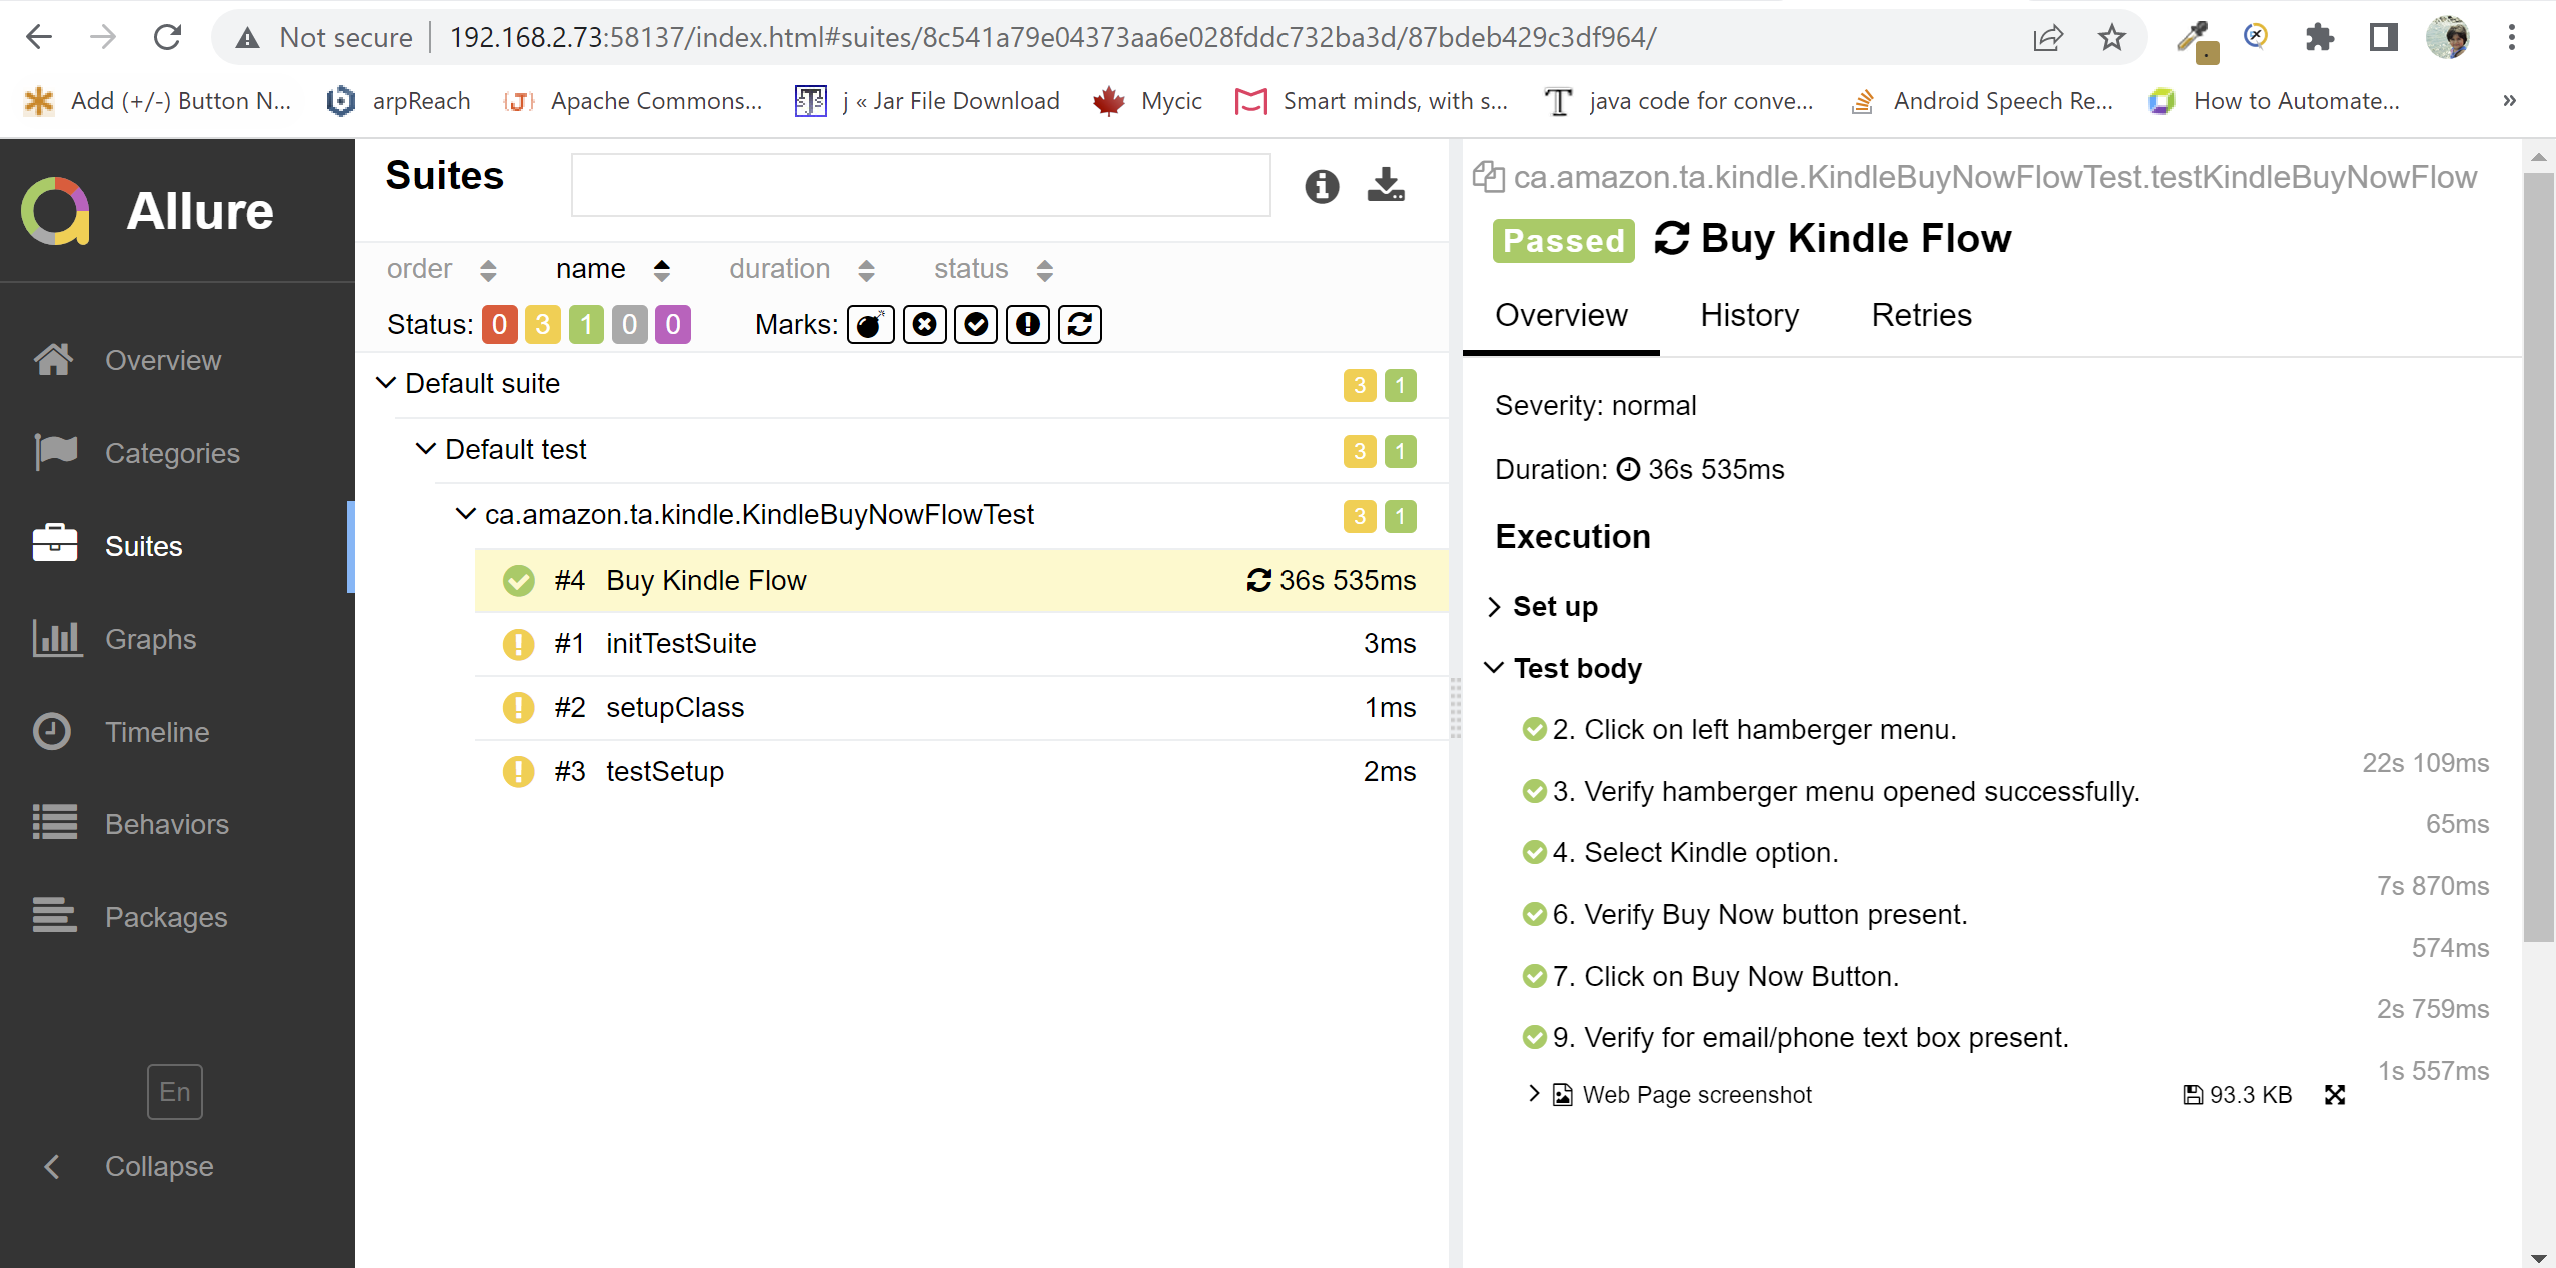 Not secure 192.168.2.73:58137/index.html#suites/8c541a79e04373aa6e028fddc732ba3d/87bdeb429c3df964/
Add (+/-) Button N... arpReach Apache Commons... j « Jar File Download Mycic Smart minds, with s... java code for conve... Android Speech Re... How to Automate... »
Allure
Overview
Categories
Suites
Graphs
Timeline
Behaviors
Packages
En
Collapse
Suites
order name duration status
Status: 0 3 1 0 0 Marks:
Default suite 3 1
Default test 3 1
ca.amazon.ta.kindle.KindleBuyNowFlowTest 3 1
#4 Buy Kindle Flow 36s 535ms
#1 initTestSuite 3ms
#2 setupClass 1ms
#3 testSetup 2ms
ca.amazon.ta.kindle.KindleBuyNowFlowTest.testKindleBuyNowFlow
Passed Buy Kindle Flow
Overview History Retries
Severity: normal
Duration: 36s 535ms
Execution
Set up
Test body
2. Click on left hamberger menu.
22s 109ms
3. Verify hamberger menu opened successfully.
65ms
4. Select Kindle option.
7s 870ms
6. Verify Buy Now button present.
574ms
7. Click on Buy Now Button.
2s 759ms
9. Verify for email/phone text box present.
1s 557ms
Web Page screenshot 93.3 KB